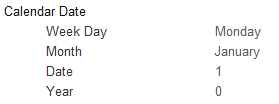 Calendar Date
Week Day Monday
Month January
Date 1
Year 0